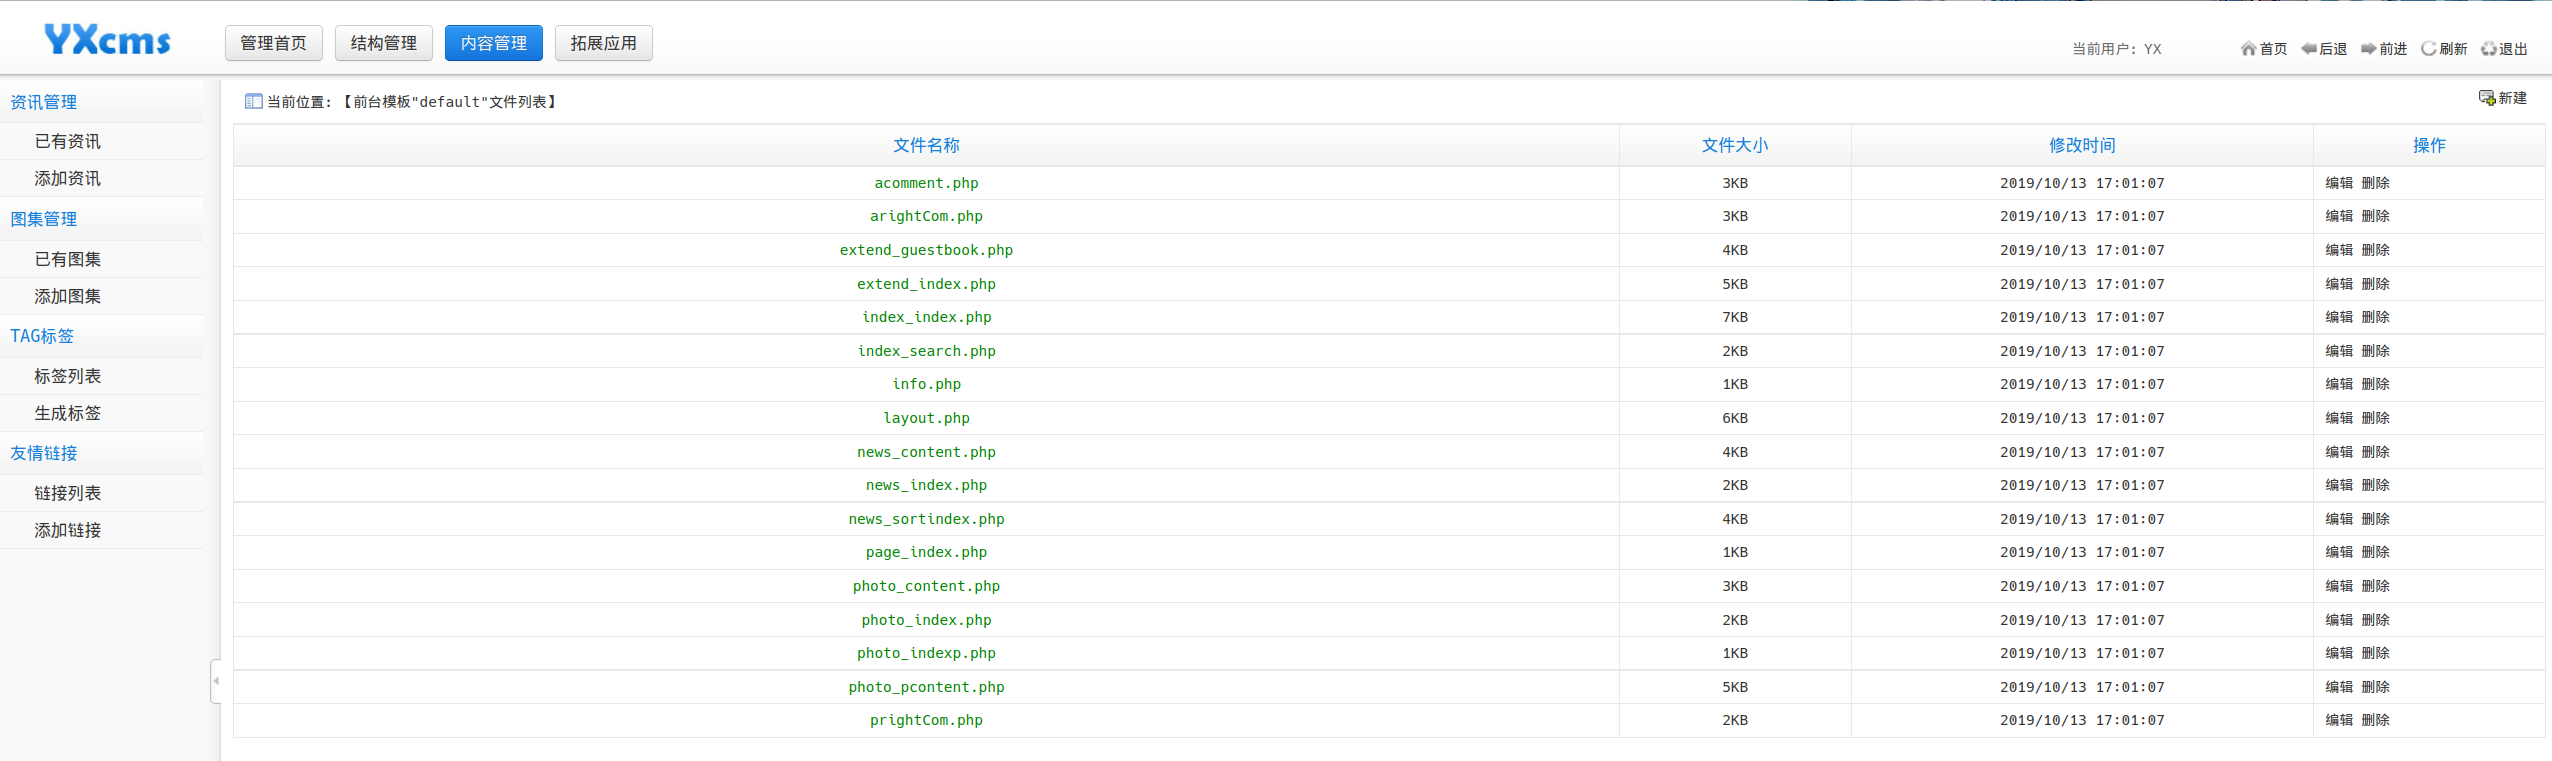 YXcms 管理首页 结构管理 内容管理 拓展应用 当前用户: YX 首页 后退 前进 刷新 退出
资讯管理
已有资讯
添加资讯
图集管理
已有图集
添加图集
TAG标签
标签列表
生成标签
友情链接
链接列表
添加链接
当前位置: 【前台模板"default"文件列表】 新建
文件名称 文件大小 修改时间 操作
acomment.php 3KB 2019/10/13 17:01:07 编辑 删除
arightCom.php 3KB 2019/10/13 17:01:07 编辑 删除
extend_guestbook.php 4KB 2019/10/13 17:01:07 编辑 删除
extend_index.php 5KB 2019/10/13 17:01:07 编辑 删除
index_index.php 7KB 2019/10/13 17:01:07 编辑 删除
index_search.php 2KB 2019/10/13 17:01:07 编辑 删除
info.php 1KB 2019/10/13 17:01:07 编辑 删除
layout.php 6KB 2019/10/13 17:01:07 编辑 删除
news_content.php 4KB 2019/10/13 17:01:07 编辑 删除
news_index.php 2KB 2019/10/13 17:01:07 编辑 删除
news_sortindex.php 4KB 2019/10/13 17:01:07 编辑 删除
page_index.php 1KB 2019/10/13 17:01:07 编辑 删除
photo_content.php 3KB 2019/10/13 17:01:07 编辑 删除
photo_index.php 2KB 2019/10/13 17:01:07 编辑 删除
photo_indexp.php 1KB 2019/10/13 17:01:07 编辑 删除
photo_pcontent.php 5KB 2019/10/13 17:01:07 编辑 删除
prightCom.php 2KB 2019/10/13 17:01:07 编辑 删除